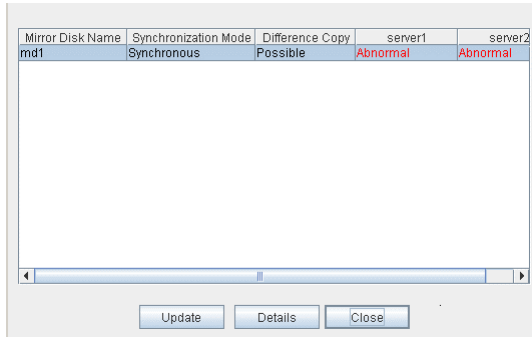 Mirror Disk Name Synchronization Mode Difference Copy server1 server2
md1 Synchronous Possible Abnormal Abnormal
Update Details Close